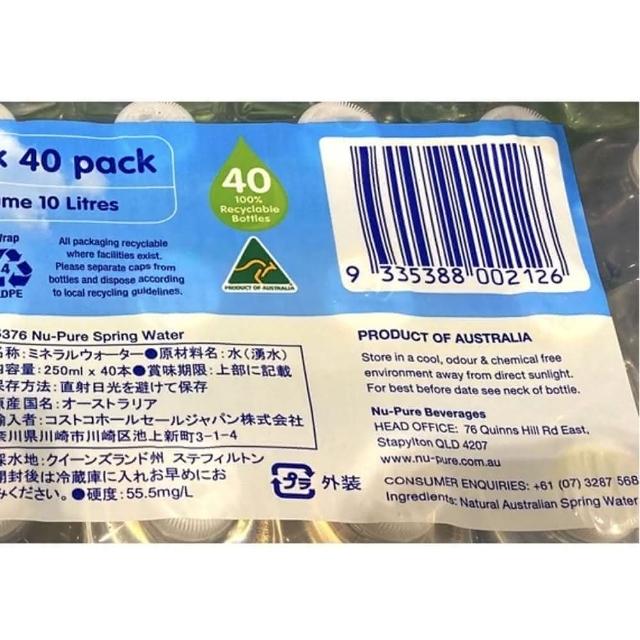 40 pack
40
100%
Recyclable
Bottles
10 Litres
All packaging recyclable
where facilities exist.
Please separate caps from
bottles and dispose according
to local recycling guidelines.
4
PRODUCT OF AUSTRALIA
9 335388 002126
5376 Nu-Pure Spring Water
名称:ミネラルウォーター●原材料名:水(湧水)
内容量:250ml x 40本●賞味期限:上部に記載
保存方法:直射日光を避けて保存
原産国名:オーストラリア
輸入者:コストコホールセールジャパン株式会社
奈川県川崎市川崎区池上新町3-1-4
採水地:クイーンズランド州 ステフィルトン
開封後は冷蔵庫に入れお早めにお
みください。●硬度:55.5mg/L
プラ 外装
PRODUCT OF AUSTRALIA
Store in a cool, odour & chemical free
environment away from direct sunlight.
For best before date see neck of bottle.
Nu-Pure Beverages
HEAD OFFICE: 76 Quinns Hill Rd East,
Stapylton QLD 4207
www.nu-pure.com.au
CONSUMER ENQUIRIES: +61 (07) 3287 568
Ingredients: Natural Australian Spring Water